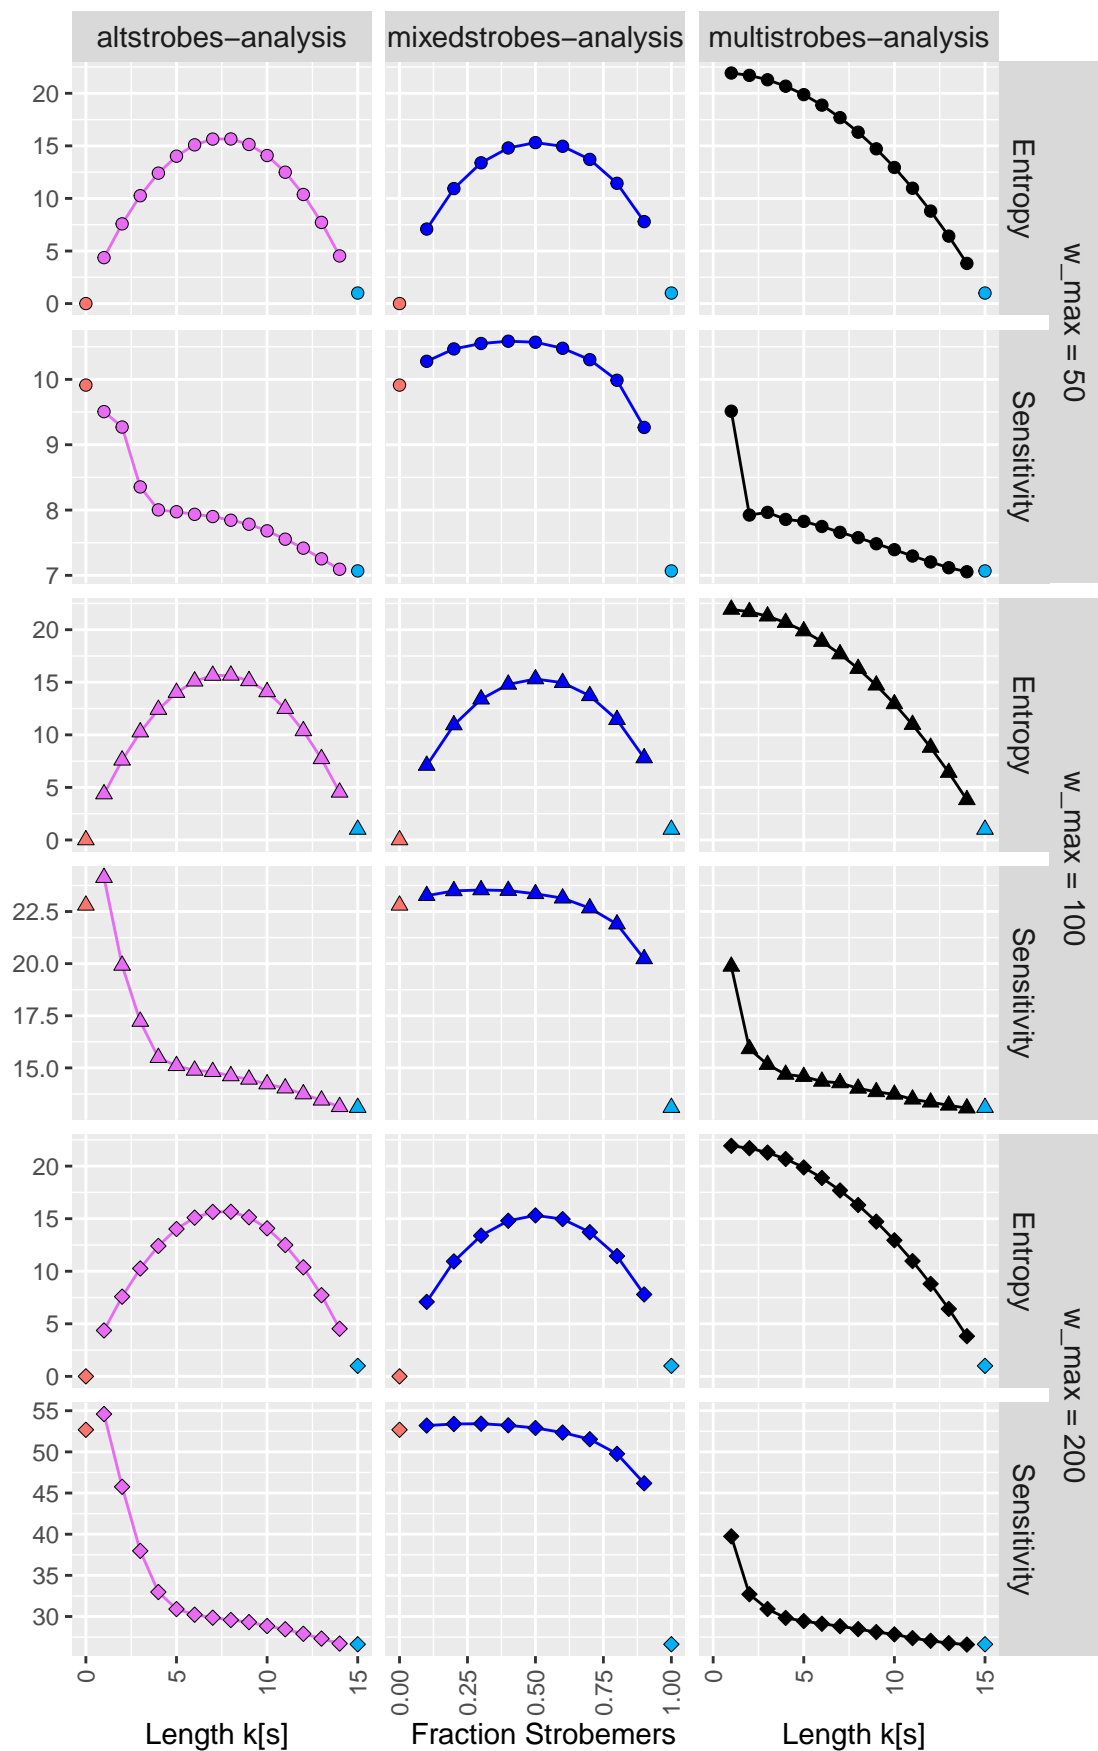 altstrobes−analysis mixedstrobes−analysis multistrobes−analysis
20
15
10
5
0
Entropy
10
9
8
7
Sensitivity
w_max = 50
20
15
10
5
0
Entropy
22.5
20.0
17.5
15.0
Sensitivity
w_max = 100
20
15
10
5
0
Entropy
55
50
45
40
35
30
Sensitivity
w_max = 200
0 5 10 15 0.00 0.25 0.50 0.75 1.00 0 5 10 15
Length k[s] Fraction Strobemers Length k[s]